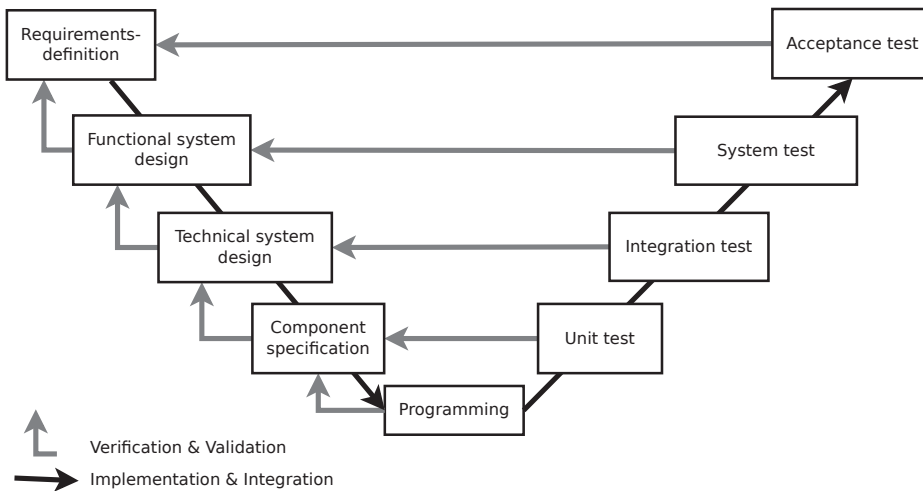 Requirements-
definition
Acceptance test
Functional system
design
System test
Technical system
design
Integration test
Component
specification
Unit test
Programming
Verification & Validation
Implementation & Integration